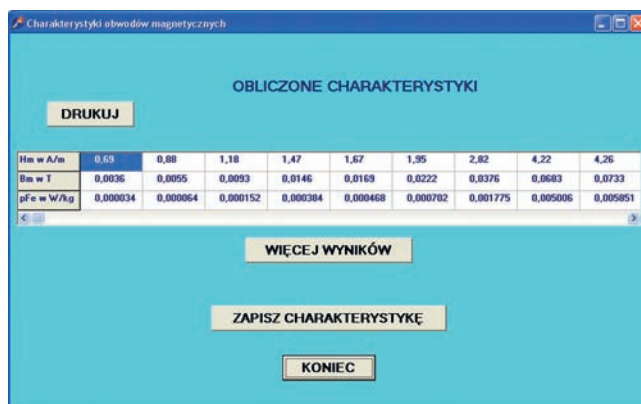 Charakterystyki obwodów magnetycznych
OBLICZONE CHARAKTERYSTYKI
DRUKUJ
Hm w A/m 0,69 0,88 1,18 1,47 1,67 1,95 2,82 4,22 4,26
Bm w T 0,0036 0,0055 0,0093 0,0146 0,0169 0,0222 0,0376 0,0683 0,0733
pFe w W/kg 0,000034 0,000064 0,000152 0,000384 0,000468 0,000702 0,001775 0,005006 0,005851
WIĘCEJ WYNIKÓW
ZAPISZ CHARAKTERYSTYKĘ
KONIEC